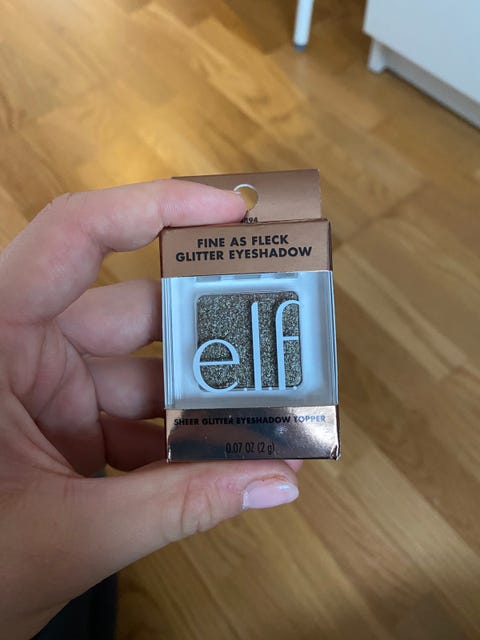 FINE AS FLECK
GLITTER EYESHADOW
elf
SHEER GLITTER EYESHADOW TOPPER
0.07 OZ (2 g)